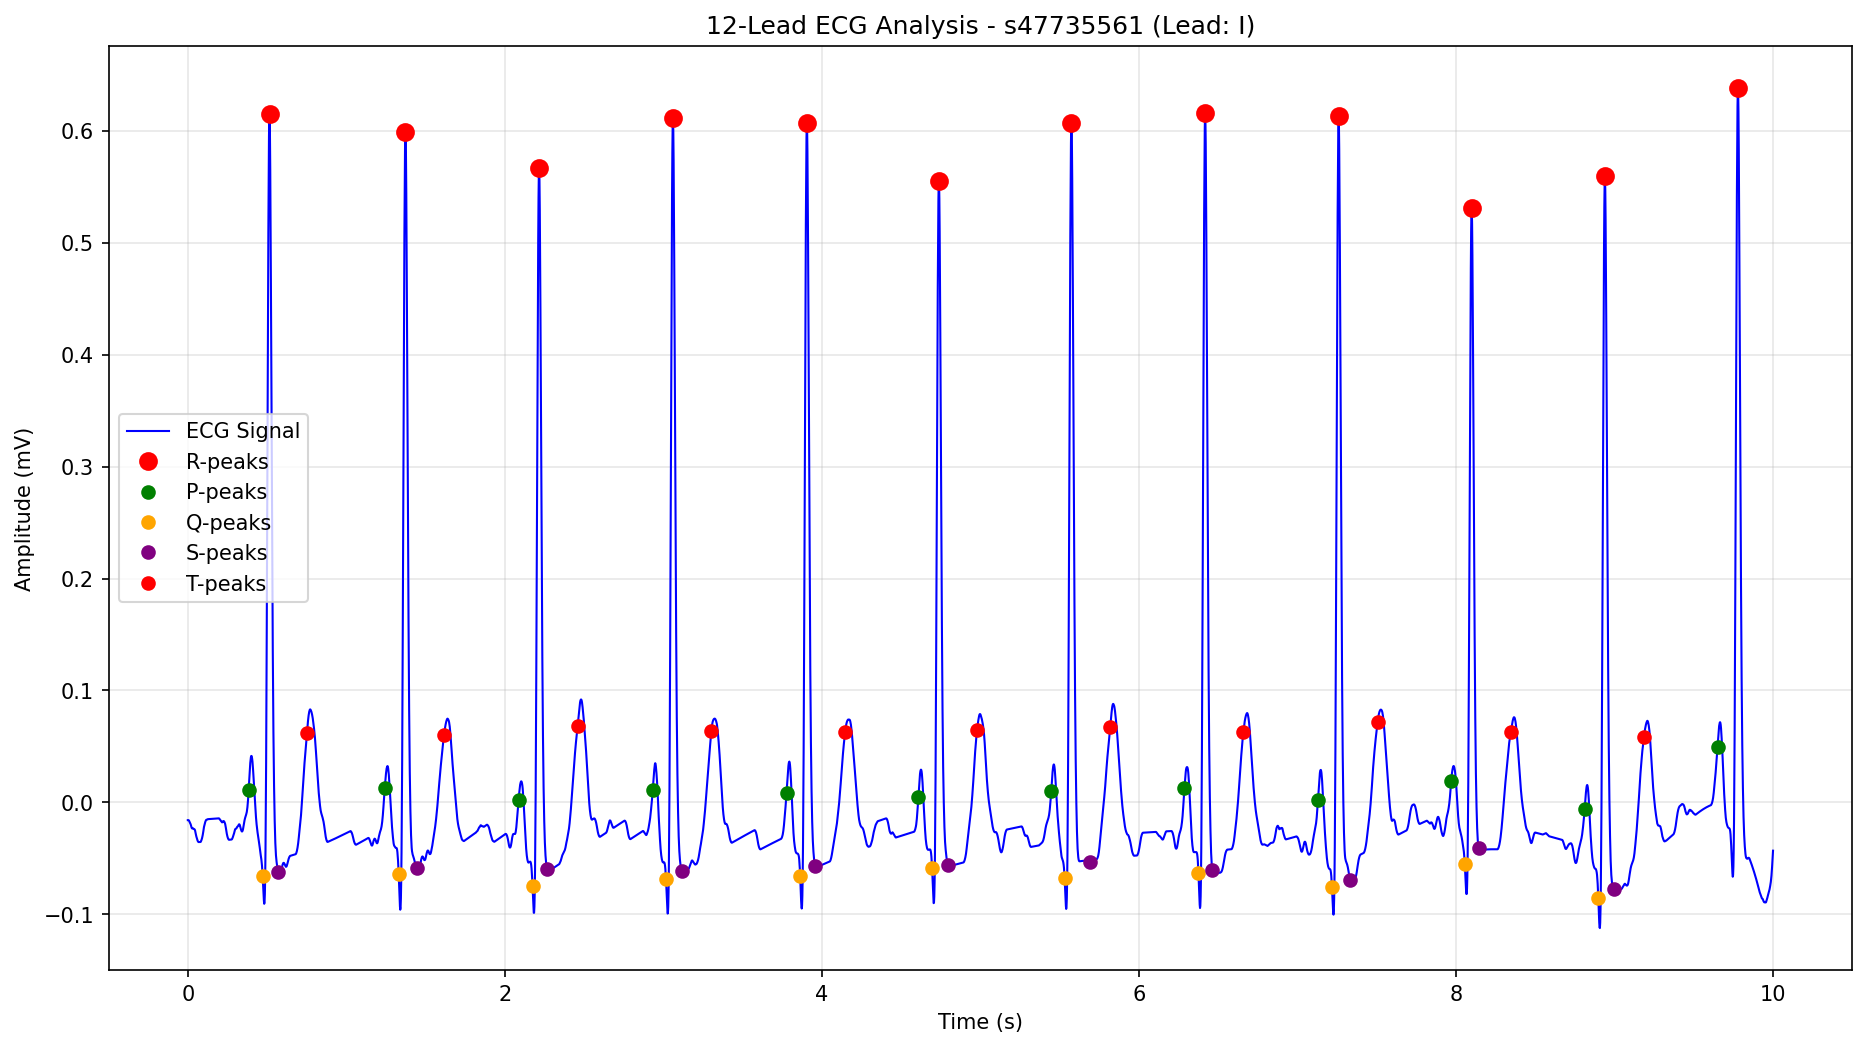 12-Lead ECG Analysis - s47735561 (Lead: I)
Amplitude (mV)
0.6
0.5
0.4
0.3
0.2
0.1
0.0
−0.1
ECG Signal
R-peaks
P-peaks
Q-peaks
S-peaks
T-peaks
0 2 4 6 8 10
Time (s)